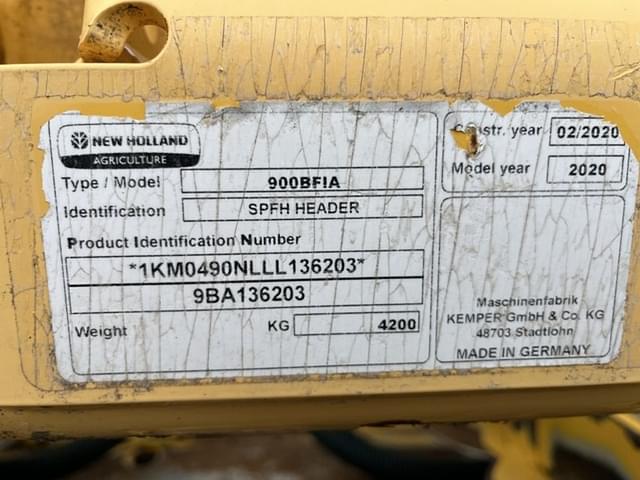 NEW HOLLAND
AGRICULTURE
Type / Model 900BFIA
Identification SPFH HEADER
Product Identification Number
*1KM0490NLLL136203*
9BA136203
Weight KG 4200
year 02/2020
Model year 2020
Maschinenfabrik
KEMPER GmbH & Co. KG
48703 Stadtlohn
MADE IN GERMANY